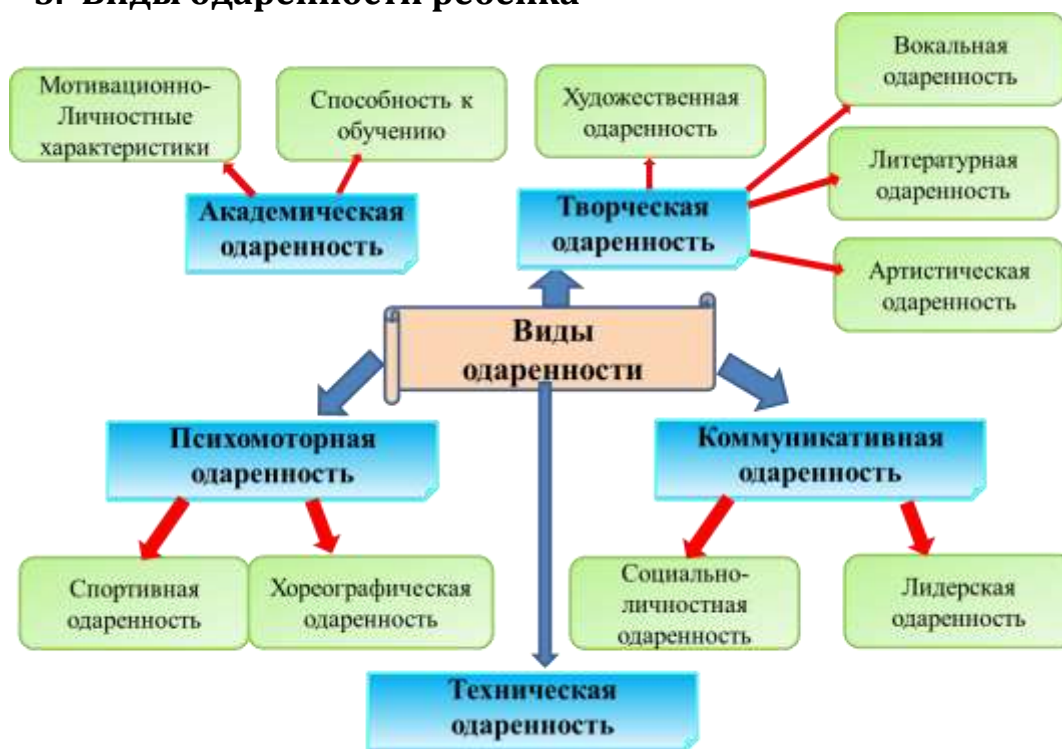 3. Виды одаренности ребенка
Мотивационно-
Личностные
характеристики
Способность к
обучению
Художественная
одаренность
Вокальная
одаренность
Литературная
одаренность
Артистическая
одаренность
Академическая
одаренность
Творческая
одаренность
Виды
одаренности
Психомоторная
одаренность
Коммуникативная
одаренность
Спортивная
одаренность
Хореографическая
одаренность
Социально-
личностная
одаренность
Лидерская
одаренность
Техническая
одаренность